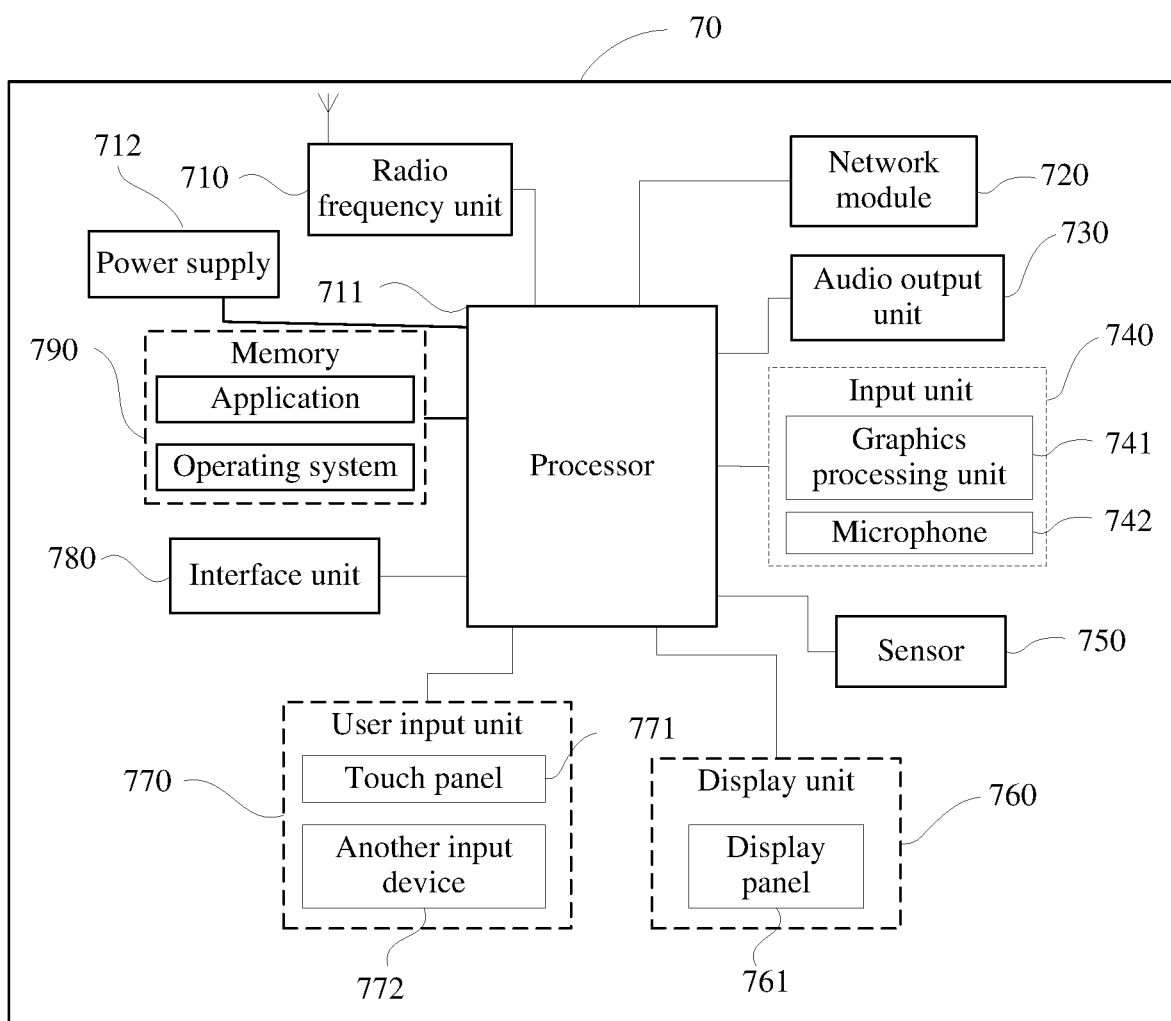 70
712
710
Radio
frequency unit
Network
module
720
Power supply
711
Audio output
unit
730
790
Memory
Application
Operating system
Processor
740
Input unit
Graphics
processing unit
741
Microphone
742
780
Interface unit
Sensor
750
User input unit
771
770
Touch panel
Another input
device
772
Display unit
760
Display
panel
761